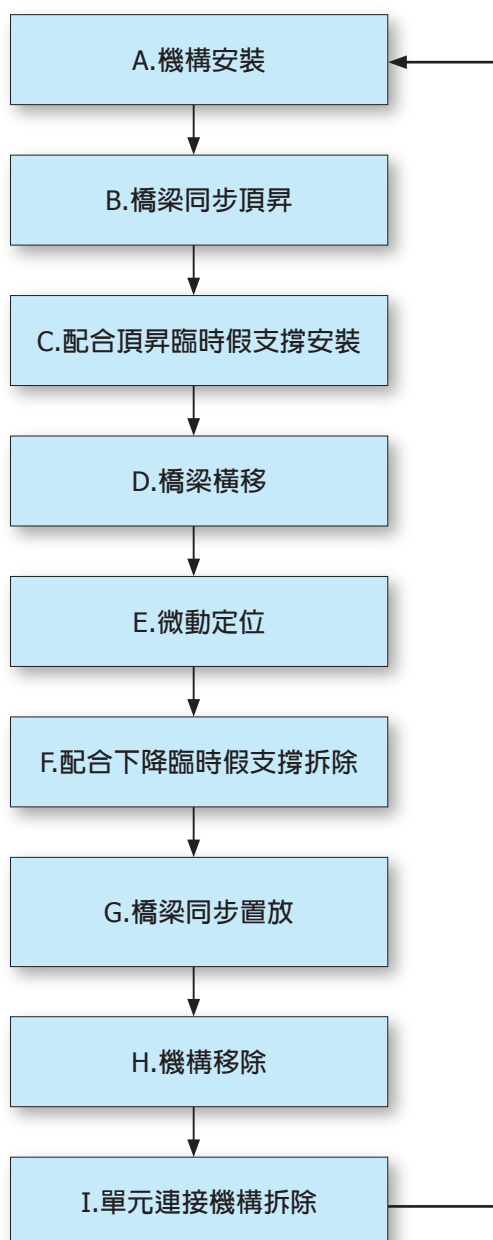 A.機構安裝
B.橋梁同步頂昇
C.配合頂昇臨時假支撐安裝
D.橋梁橫移
E.微動定位
F.配合下降臨時假支撐拆除
G.橋梁同步置放
H.機構移除
I.單元連接機構拆除